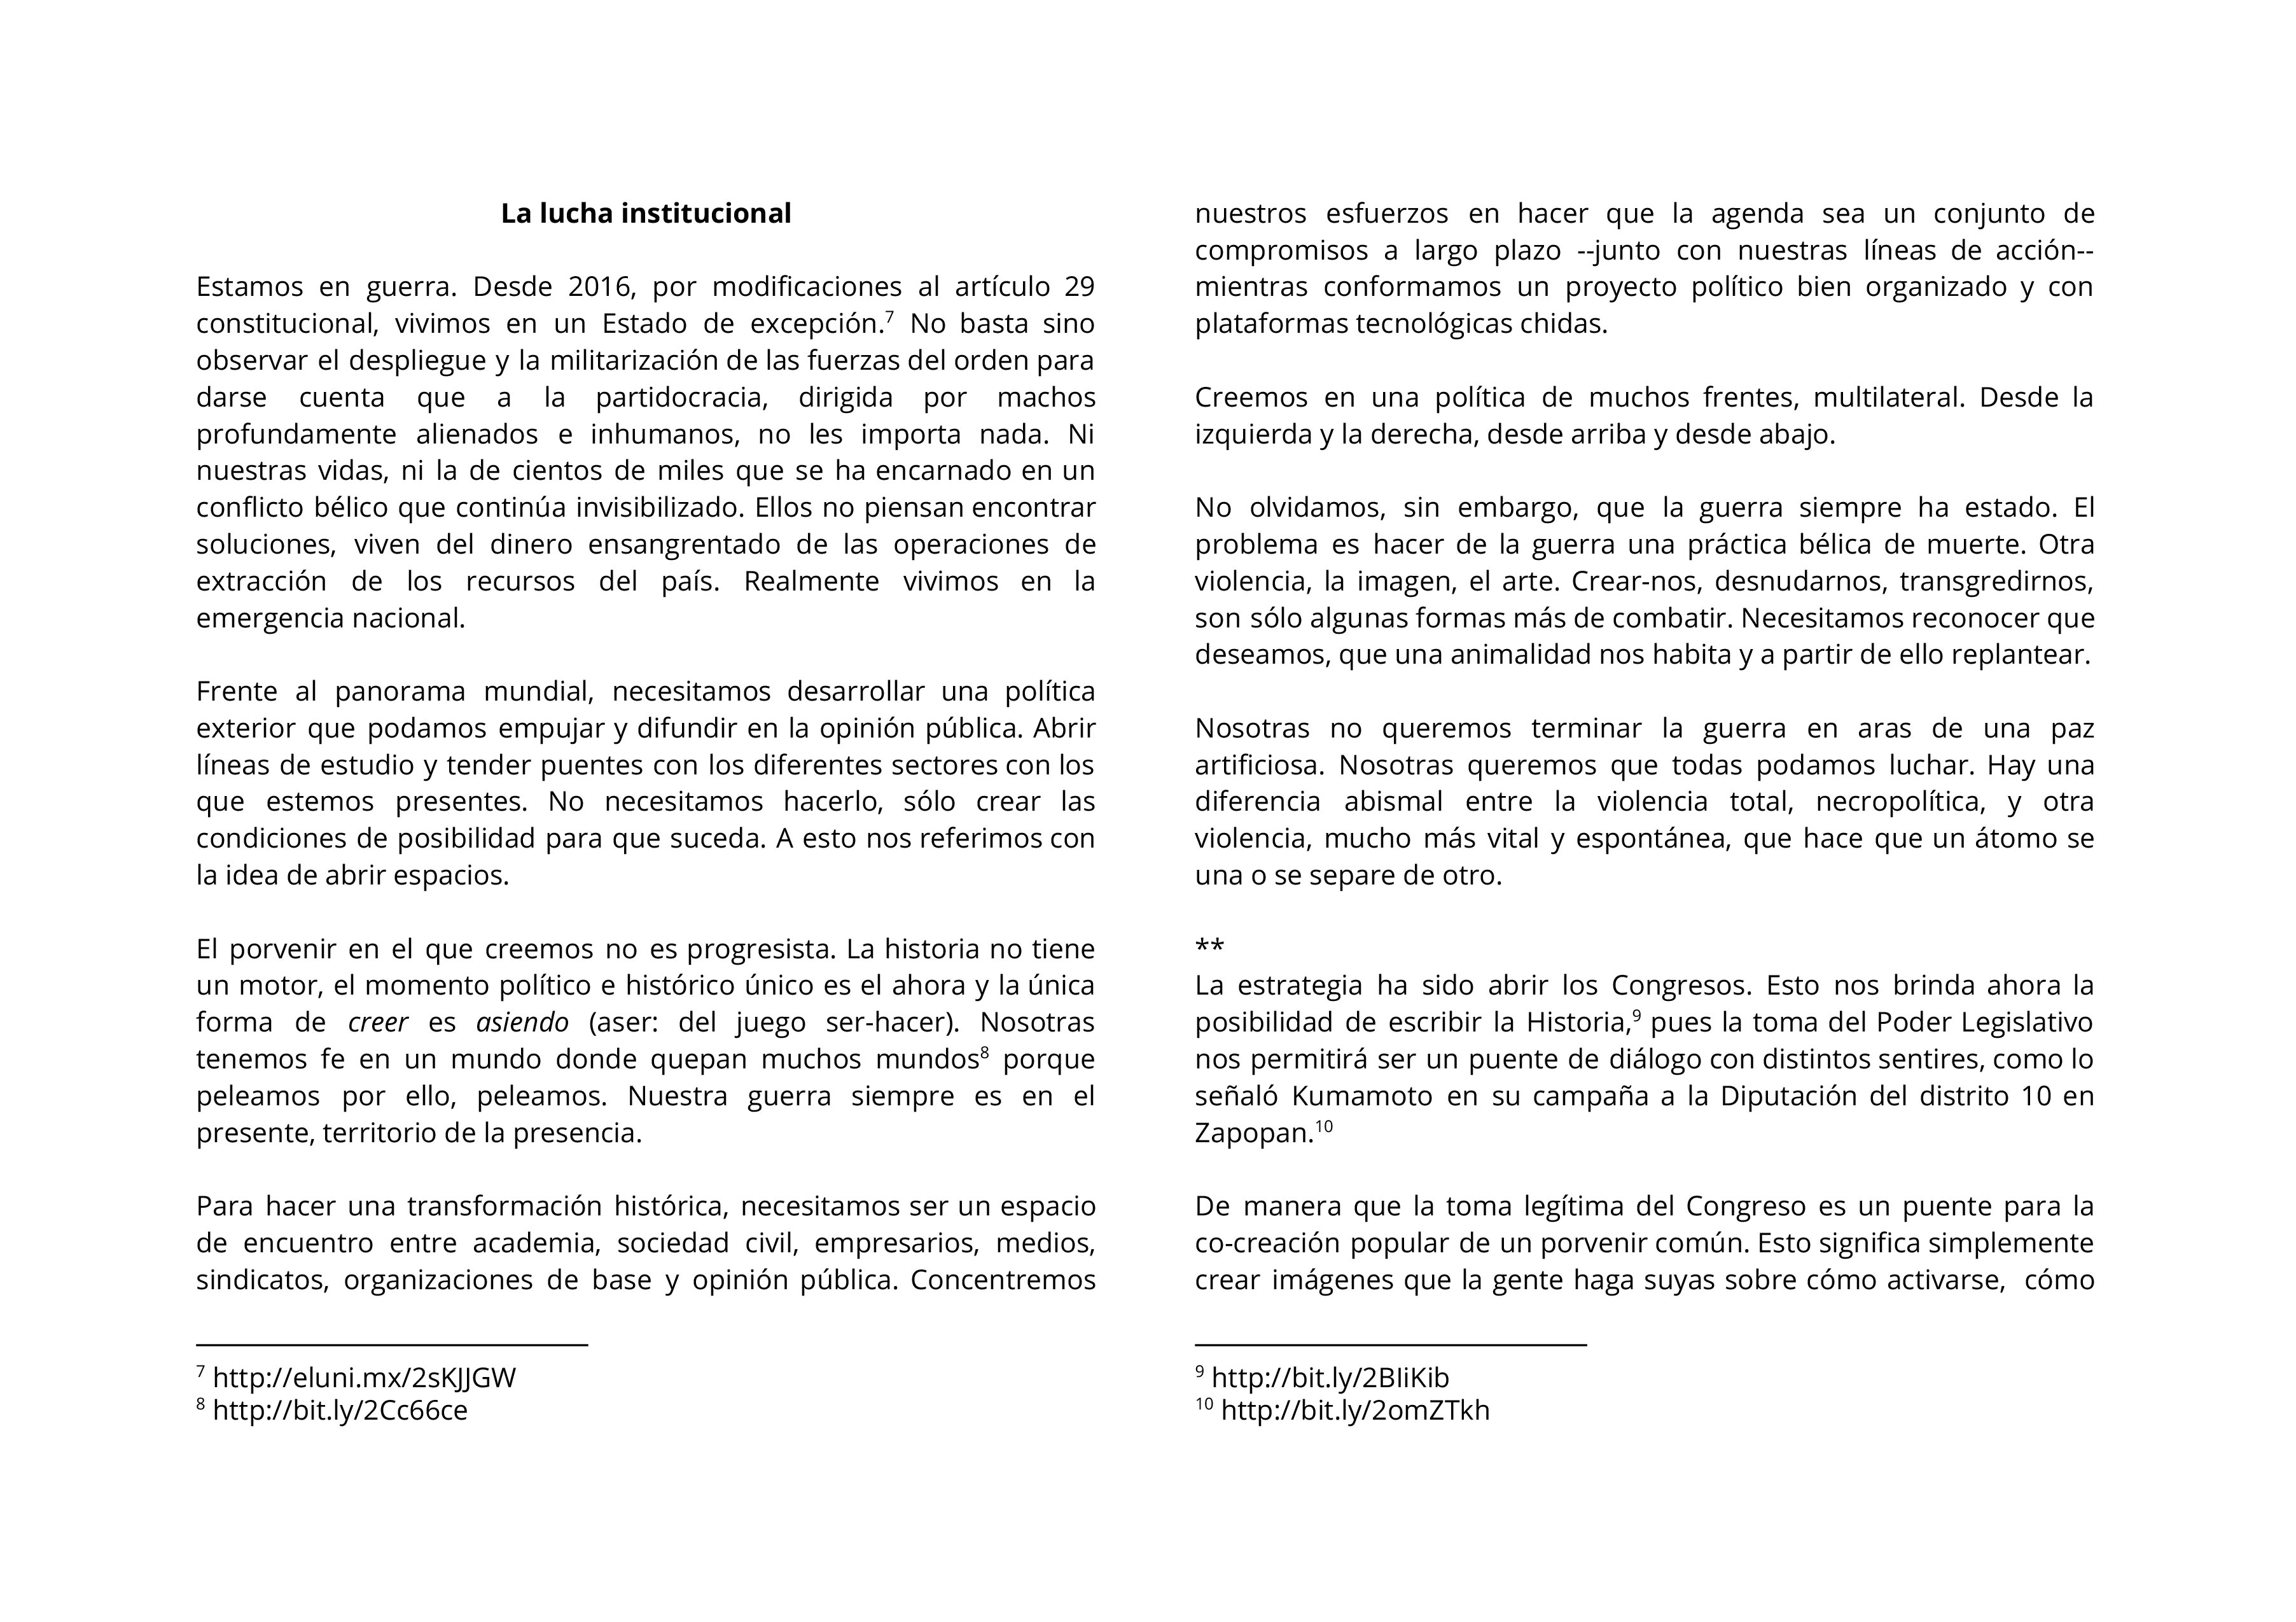 La lucha institucional
Estamos en guerra. Desde 2016, por modificaciones al artículo 29
constitucional, vivimos en un Estado de excepción.7 No basta sino
observar el despliegue y la militarización de las fuerzas del orden para
darse cuenta que a la partidocracia, dirigida por machos
profundamente alienados e inhumanos, no les importa nada. Ni
nuestras vidas, ni la de cientos de miles que se ha encarnado en un
conflicto bélico que continúa invisibilizado. Ellos no piensan encontrar
soluciones, viven del dinero ensangrentado de las operaciones de
extracción de los recursos del país. Realmente vivimos en la
emergencia nacional.
Frente al panorama mundial, necesitamos desarrollar una política
exterior que podamos empujar y difundir en la opinión pública. Abrir
líneas de estudio y tender puentes con los diferentes sectores con los
que estemos presentes. No necesitamos hacerlo, sólo crear las
condiciones de posibilidad para que suceda. A esto nos referimos con
la idea de abrir espacios.
El porvenir en el que creemos no es progresista. La historia no tiene
un motor, el momento político e histórico único es el ahora y la única
forma de creer es asiendo (aser: del juego ser-hacer). Nosotras
tenemos fe en un mundo donde quepan muchos mundos8 porque
peleamos por ello, peleamos. Nuestra guerra siempre es en el
presente, territorio de la presencia.
Para hacer una transformación histórica, necesitamos ser un espacio
de encuentro entre academia, sociedad civil, empresarios, medios,
sindicatos, organizaciones de base y opinión pública. Concentremos
7 http://eluni.mx/2sKJJGW
8 http://bit.ly/2Cc66ce
nuestros esfuerzos en hacer que la agenda sea un conjunto de
compromisos a largo plazo --junto con nuestras líneas de acción--
mientras conformamos un proyecto político bien organizado y con
plataformas tecnológicas chidas.
Creemos en una política de muchos frentes, multilateral. Desde la
izquierda y la derecha, desde arriba y desde abajo.
No olvidamos, sin embargo, que la guerra siempre ha estado. El
problema es hacer de la guerra una práctica bélica de muerte. Otra
violencia, la imagen, el arte. Crear-nos, desnudarnos, transgredirnos,
son sólo algunas formas más de combatir. Necesitamos reconocer que
deseamos, que una animalidad nos habita y a partir de ello replantear.
Nosotras no queremos terminar la guerra en aras de una paz
artificiosa. Nosotras queremos que todas podamos luchar. Hay una
diferencia abismal entre la violencia total, necropolítica, y otra
violencia, mucho más vital y espontánea, que hace que un átomo se
una o se separe de otro.
**
La estrategia ha sido abrir los Congresos. Esto nos brinda ahora la
posibilidad de escribir la Historia,9 pues la toma del Poder Legislativo
nos permitirá ser un puente de diálogo con distintos sentires, como lo
señaló Kumamoto en su campaña a la Diputación del distrito 10 en
Zapopan.10
De manera que la toma legítima del Congreso es un puente para la
co-creación popular de un porvenir común. Esto significa simplemente
crear imágenes que la gente haga suyas sobre cómo activarse, cómo
9 http://bit.ly/2BIiKib
10 http://bit.ly/2omZTkh